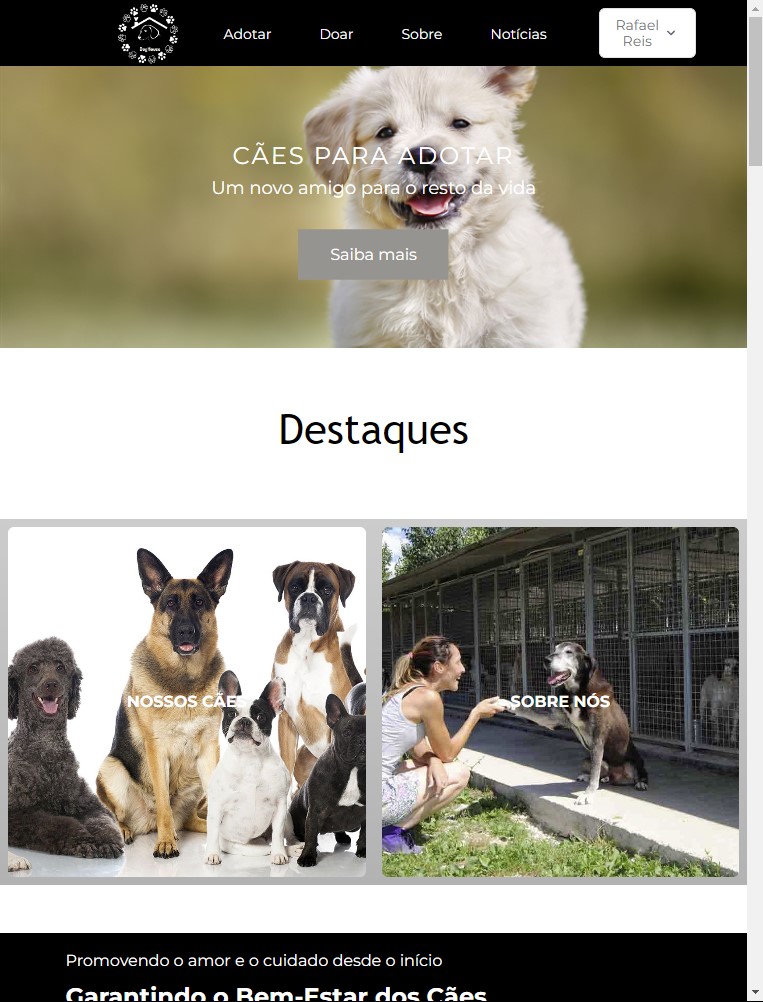 Dog House
Adotar
Doar
Sobre
Notícias
Rafael
Reis
CÃES PARA ADOTAR
Um novo amigo para o resto da vida
Saiba mais
Destaques
NOSSOS CÃES
SOBRE NÓS
Promovendo o amor e o cuidado desde o início
Garantindo o Bem-Estar dos Cães